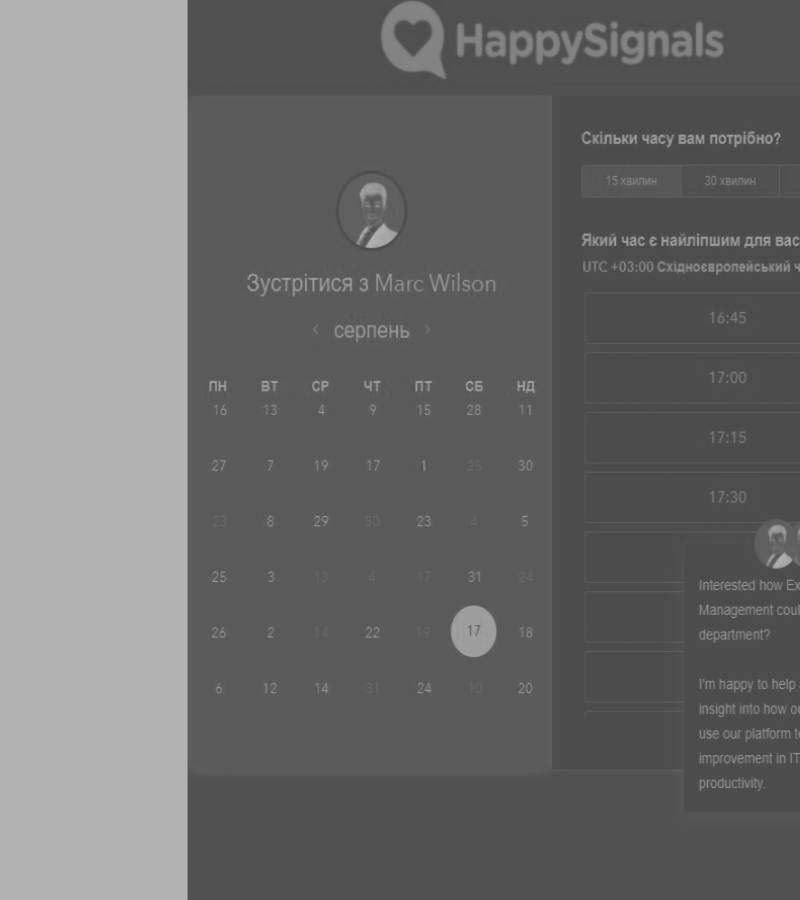 HappySignals
Зустрітися з Marc Wilson
серпень
ПН ВТ СР ЧТ ПТ СБ НД
16 13 4 9 15 28 11
27 7 19 17 1 25 30
23 8 29 30 23 4 5
25 3 13 4 17 31 24
26 2 14 22 19 17 18
6 12 14 31 24 10 20
Скільки часу вам потрібно?
15 хвилин 30 хвилин
Який час є найліпшим для вас
UTC +03:00 Східноєвропейський ч
16:45
17:00
17:15
17:30
Interested how Ex
Management coul
department?
I'm happy to help
insight into how ou
use our platform to
improvement in IT
productivity.